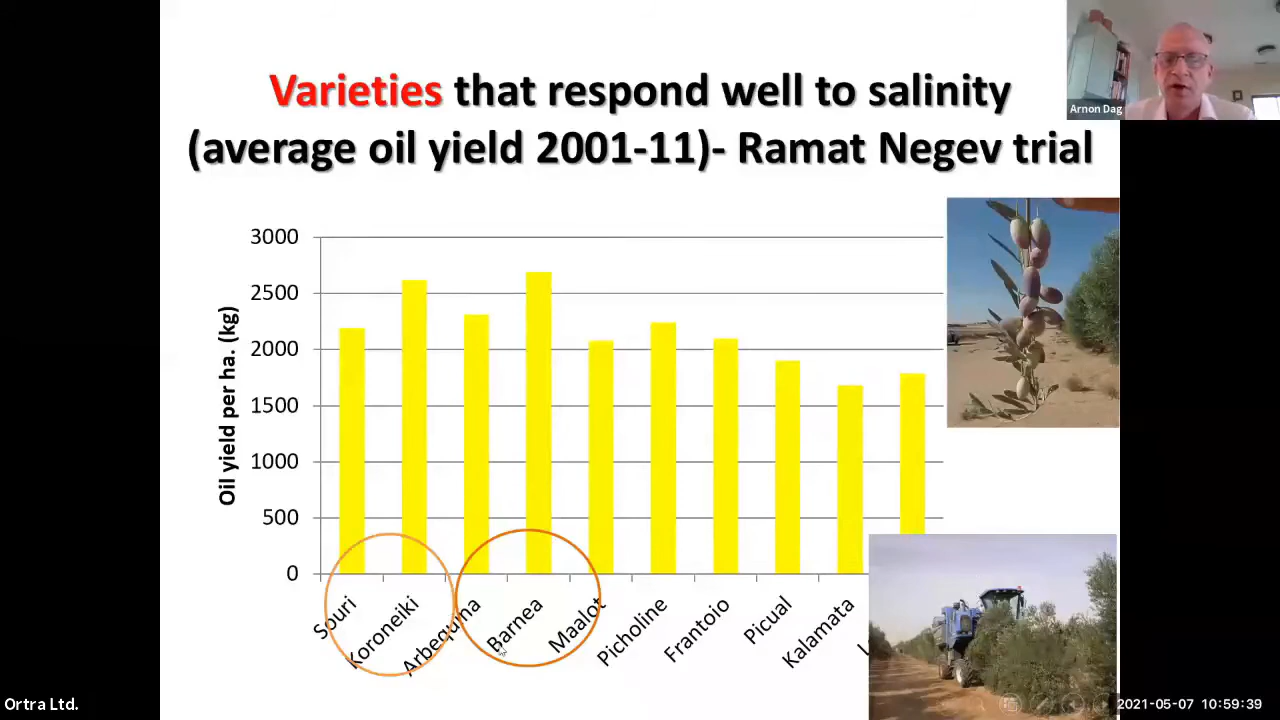 Varieties that respond well to salinity
(average oil yield 2001-11)- Ramat Negev trial
Arnon Dag
Oil yield per ha. (kg)
3000
2500
2000
1500
1000
500
0
Souri
Koroneiki
Arbequina
Barnea
Maalot
Picholine
Frantoio
Picual
Kalamata
Ortra Ltd.
2021-05-07 10:59:39